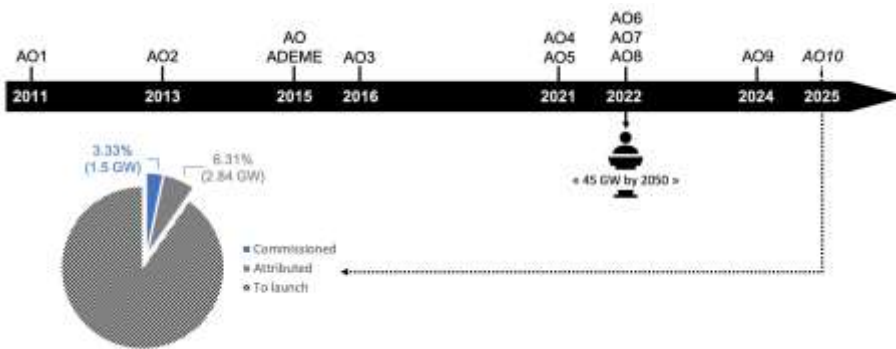 AO1
AO2
AO
ADEME
AO3
AO4
AO5
AO6
AO7
AO8
AO9
AO10
2011
2013
2015
2016
2021
2022
2024
2025
3.33%
(1.5 GW)
6.31%
(2.84 GW)
« 45 GW by 2050 »
Commissioned
Attributed
To launch